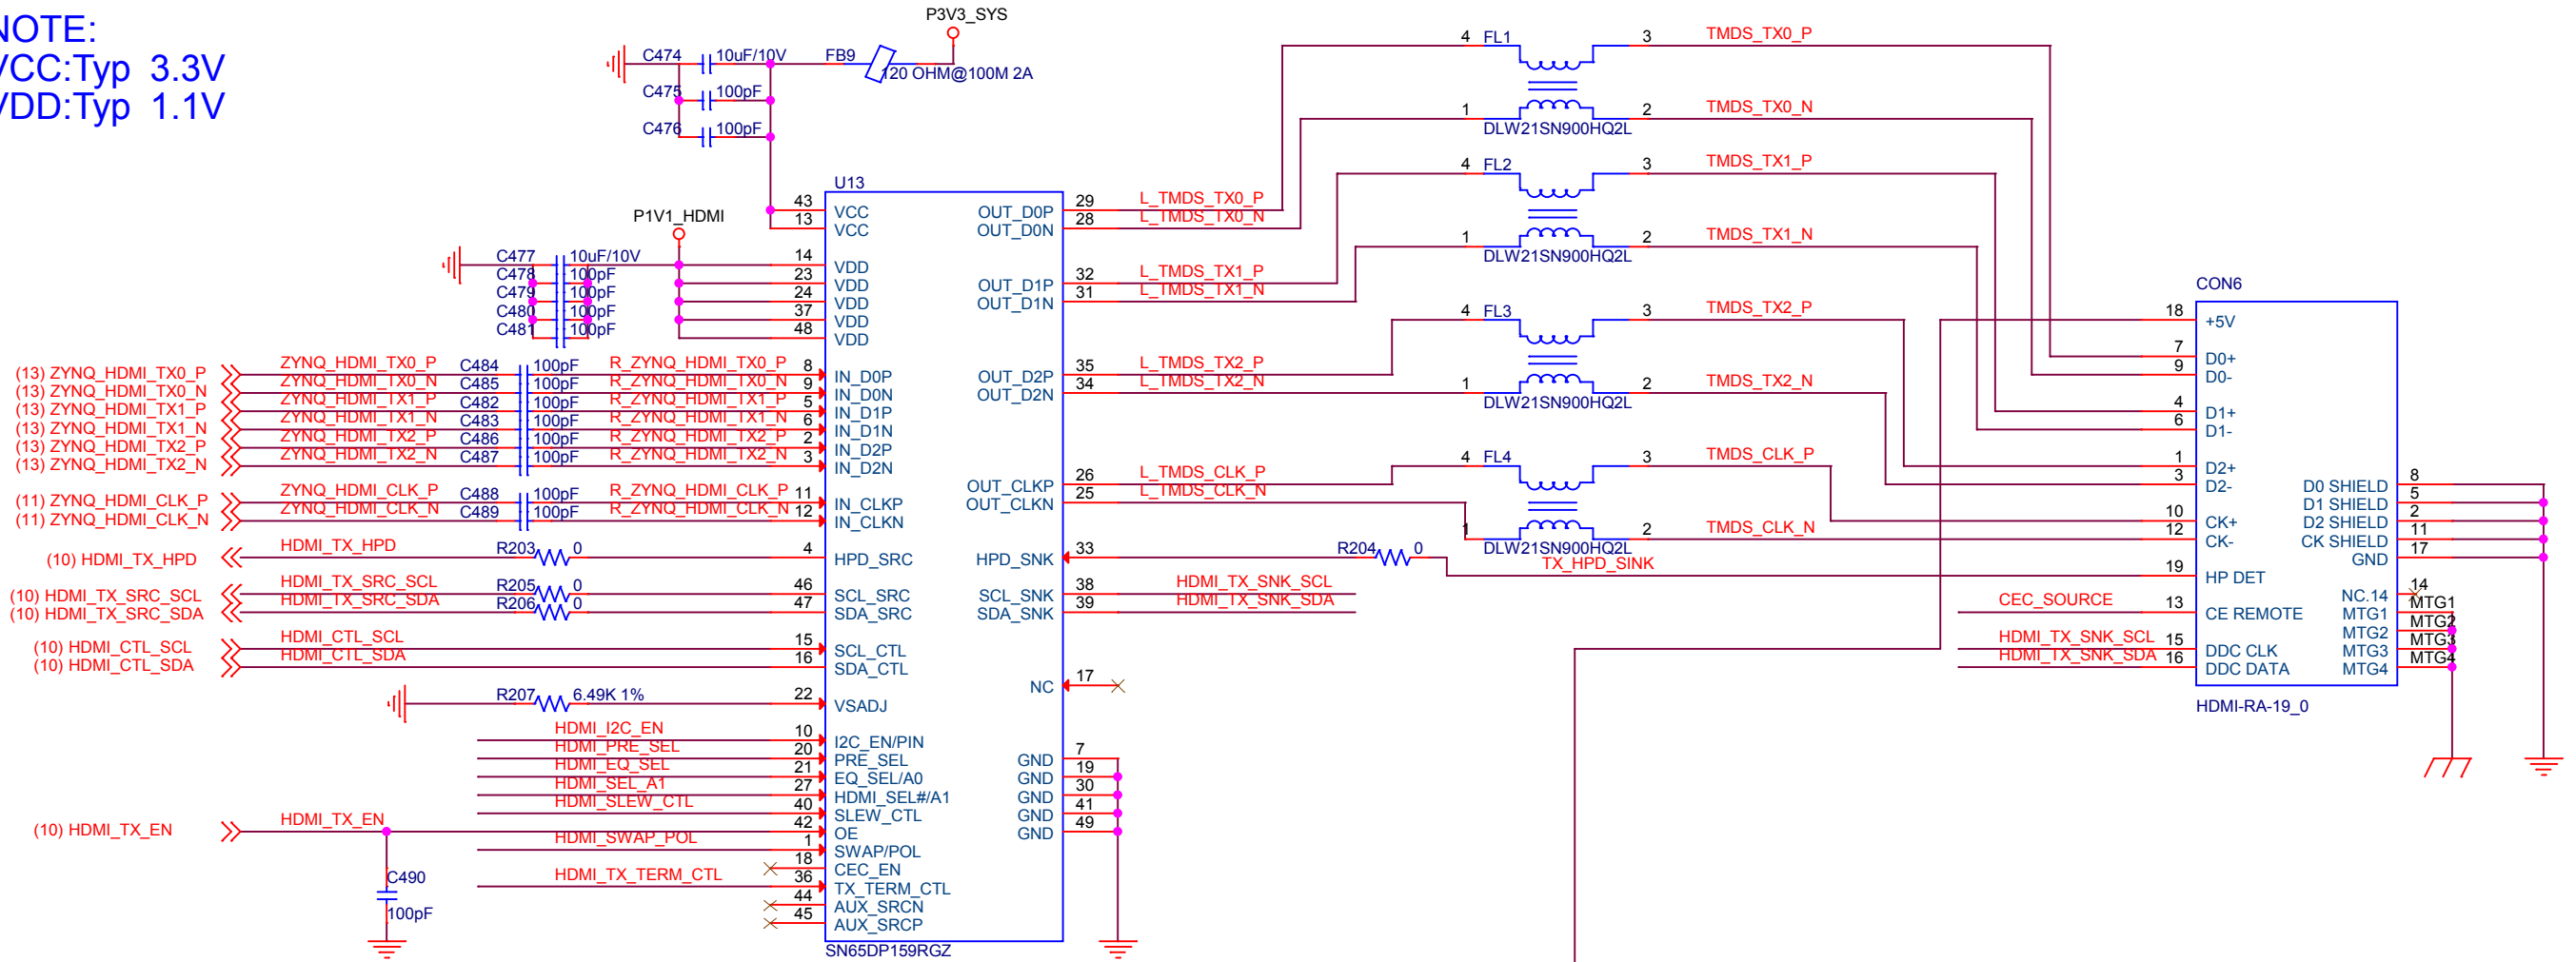 NOTE:
VCC:Typ 3.3V
VDD:Typ 1.1V
P3V3_SYS
C474 10uF/10V FB9
120 OHM@100M 2A
C475 100pF
C476 100pF
P1V1_HDMI
C477 10uF/10V
C478 100pF
C479 100pF
C480 100pF
C481 100pF
(13) ZYNQ_HDMI_TX0_P ZYNQ_HDMI_TX0_P C484 100pF R_ZYNQ_HDMI_TX0_P
(13) ZYNQ_HDMI_TX0_N ZYNQ_HDMI_TX0_N C485 100pF R_ZYNQ_HDMI_TX0_N
(13) ZYNQ_HDMI_TX1_P ZYNQ_HDMI_TX1_P C482 100pF R_ZYNQ_HDMI_TX1_P
(13) ZYNQ_HDMI_TX1_N ZYNQ_HDMI_TX1_N C483 100pF R_ZYNQ_HDMI_TX1_N
(13) ZYNQ_HDMI_TX2_P ZYNQ_HDMI_TX2_P C486 100pF R_ZYNQ_HDMI_TX2_P
(13) ZYNQ_HDMI_TX2_N ZYNQ_HDMI_TX2_N C487 100pF R_ZYNQ_HDMI_TX2_N
(11) ZYNQ_HDMI_CLK_P ZYNQ_HDMI_CLK_P C488 100pF R_ZYNQ_HDMI_CLK_P
(11) ZYNQ_HDMI_CLK_N ZYNQ_HDMI_CLK_N C489 100pF R_ZYNQ_HDMI_CLK_N
(10) HDMI_TX_HPD HDMI_TX_HPD R203 0
(10) HDMI_TX_SRC_SCL HDMI_TX_SRC_SCL R205 0
(10) HDMI_TX_SRC_SDA HDMI_TX_SRC_SDA R206 0
(10) HDMI_CTL_SCL HDMI_CTL_SCL
(10) HDMI_CTL_SDA HDMI_CTL_SDA
R207 6.49K 1%
HDMI_I2C_EN
HDMI_PRE_SEL
HDMI_EQ_SEL
HDMI_SEL_A1
HDMI_SLEW_CTL
(10) HDMI_TX_EN HDMI_TX_EN
HDMI_SWAP_POL
HDMI_TX_TERM_CTL
C490
100pF
U13
43 VCC
13 VCC
14 VDD
23 VDD
24 VDD
37 VDD
48 VDD
8 IN_D0P
9 IN_D0N
5 IN_D1P
6 IN_D1N
2 IN_D2P
3 IN_D2N
11 IN_CLKP
12 IN_CLKN
4 HPD_SRC
46 SCL_SRC
47 SDA_SRC
15 SCL_CTL
16 SDA_CTL
22 VSADJ
10 I2C_EN/PIN
20 PRE_SEL
21 EQ_SEL/A0
27 HDMI_SEL#/A1
40 SLEW_CTL
42 OE
1 SWAP/POL
18 CEC_EN
36 TX_TERM_CTL
44 AUX_SRCN
45 AUX_SRCP
SN65DP159RGZ
OUT_D0P 29 L_TMDS_TX0_P
OUT_D0N 28 L_TMDS_TX0_N
OUT_D1P 32 L_TMDS_TX1_P
OUT_D1N 31 L_TMDS_TX1_N
OUT_D2P 35 L_TMDS_TX2_P
OUT_D2N 34 L_TMDS_TX2_N
OUT_CLKP 26 L_TMDS_CLK_P
OUT_CLKN 25 L_TMDS_CLK_N
HPD_SNK 33 R204 0
TX_HPD_SINK
SCL_SNK 38 HDMI_TX_SNK_SCL
SDA_SNK 39 HDMI_TX_SNK_SDA
NC 17
GND 7
GND 19
GND 30
GND 41
GND 49
4 FL1 3 TMDS_TX0_P
1 2 TMDS_TX0_N
DLW21SN900HQ2L
4 FL2 3 TMDS_TX1_P
1 2 TMDS_TX1_N
DLW21SN900HQ2L
4 FL3 3 TMDS_TX2_P
1 2 TMDS_TX2_N
DLW21SN900HQ2L
4 FL4 3 TMDS_CLK_P
1 2 TMDS_CLK_N
DLW21SN900HQ2L
CON6
18 +5V
7 D0+
9 D0-
4 D1+
6 D1-
1 D2+
3 D2-
10 CK+
12 CK-
19 HP DET
CEC_SOURCE 13 CE REMOTE
HDMI_TX_SNK_SCL 15 DDC CLK
HDMI_TX_SNK_SDA 16 DDC DATA
D0 SHIELD 8
D1 SHIELD 5
D2 SHIELD 2
CK SHIELD 11
GND 17
NC.14 14
MTG1 MTG1
MTG2 MTG2
MTG3 MTG3
MTG4 MTG4
HDMI-RA-19_0